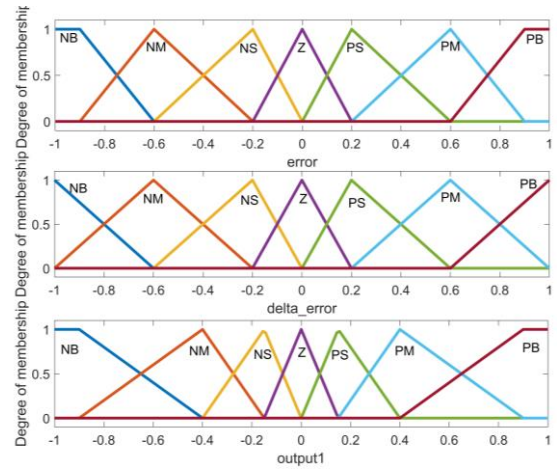 Degree of membership
1
0.5
0
NB
NM
NS
Z
PS
PM
PB
-1 -0.8 -0.6 -0.4 -0.2 0 0.2 0.4 0.6 0.8 1
error
Degree of membership
1
0.5
0
NB
NM
NS
Z
PS
PM
PB
-1 -0.8 -0.6 -0.4 -0.2 0 0.2 0.4 0.6 0.8 1
delta_error
Degree of membership
1
0.5
0
NB
NM
NS
Z
PS
PM
PB
-1 -0.8 -0.6 -0.4 -0.2 0 0.2 0.4 0.6 0.8 1
output1